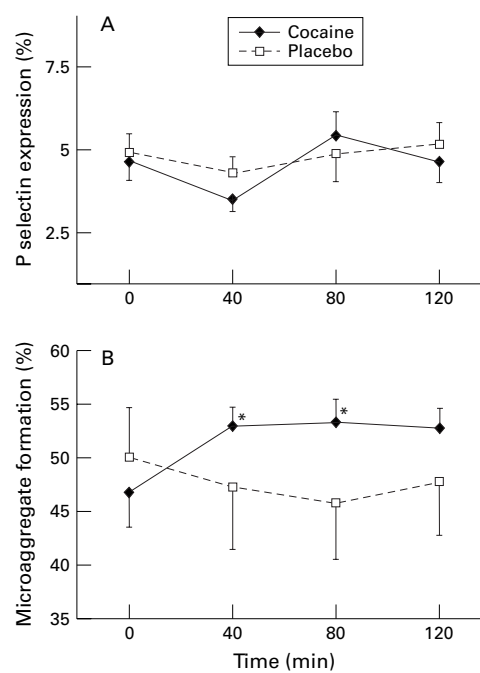 A
Cocaine
Placebo
P selectin expression (%)
7.5
5
2.5
0 40 80 120
B
Microaggregate formation (%)
60
55
50
45
40
35
* *
0 40 80 120
Time (min)